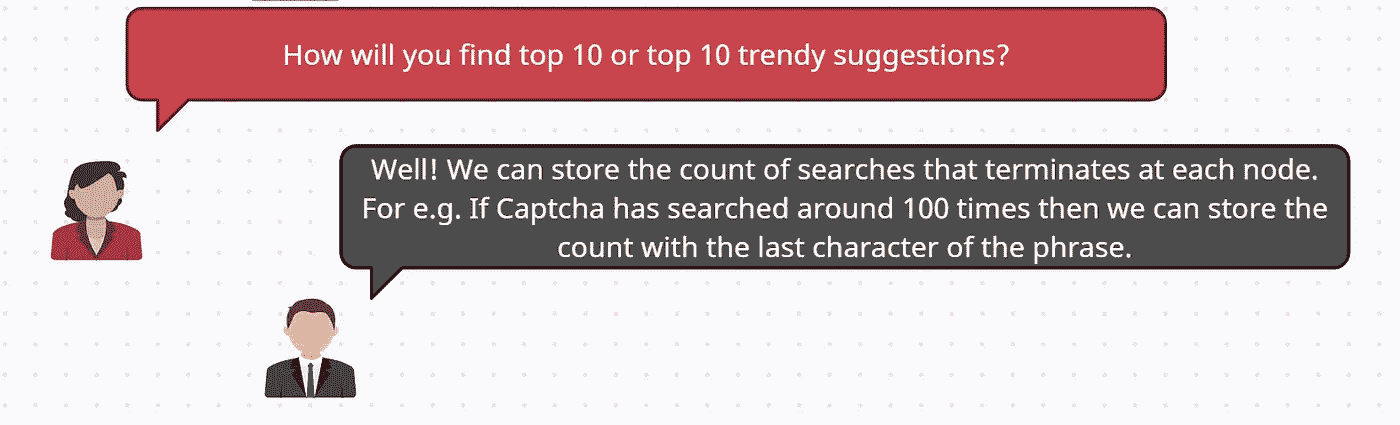 How will you find top 10 or top 10 trendy suggestions?
Well! We can store the count of searches that terminates at each node.
For e.g. If Captcha has searched around 100 times then we can store the
count with the last character of the phrase.